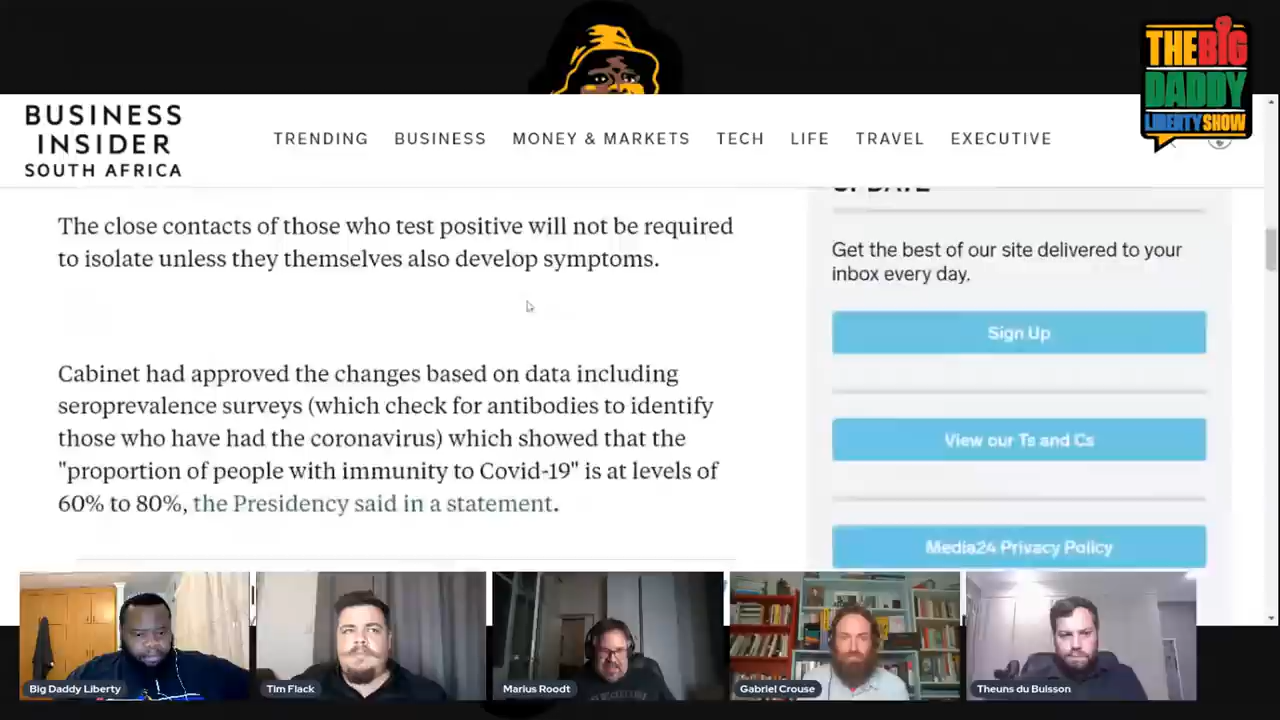 THE BIG
DADDY
LIBERTY SHOW
BUSINESS
INSIDER
SOUTH AFRICA
TRENDING BUSINESS MONEY & MARKETS TECH LIFE TRAVEL EXECUTIVE
The close contacts of those who test positive will not be required
to isolate unless they themselves also develop symptoms.
Cabinet had approved the changes based on data including
seroprevalence surveys (which check for antibodies to identify
those who have had the coronavirus) which showed that the
"proportion of people with immunity to Covid-19" is at levels of
60% to 80%, the Presidency said in a statement.
UPDATE
Get the best of our site delivered to your
inbox every day.
Sign Up
View our Ts and Cs
Media24 Privacy Policy
Big Daddy Liberty
Tim Flack
Marius Roodt
Gabriel Crouse
Theuns du Buisson